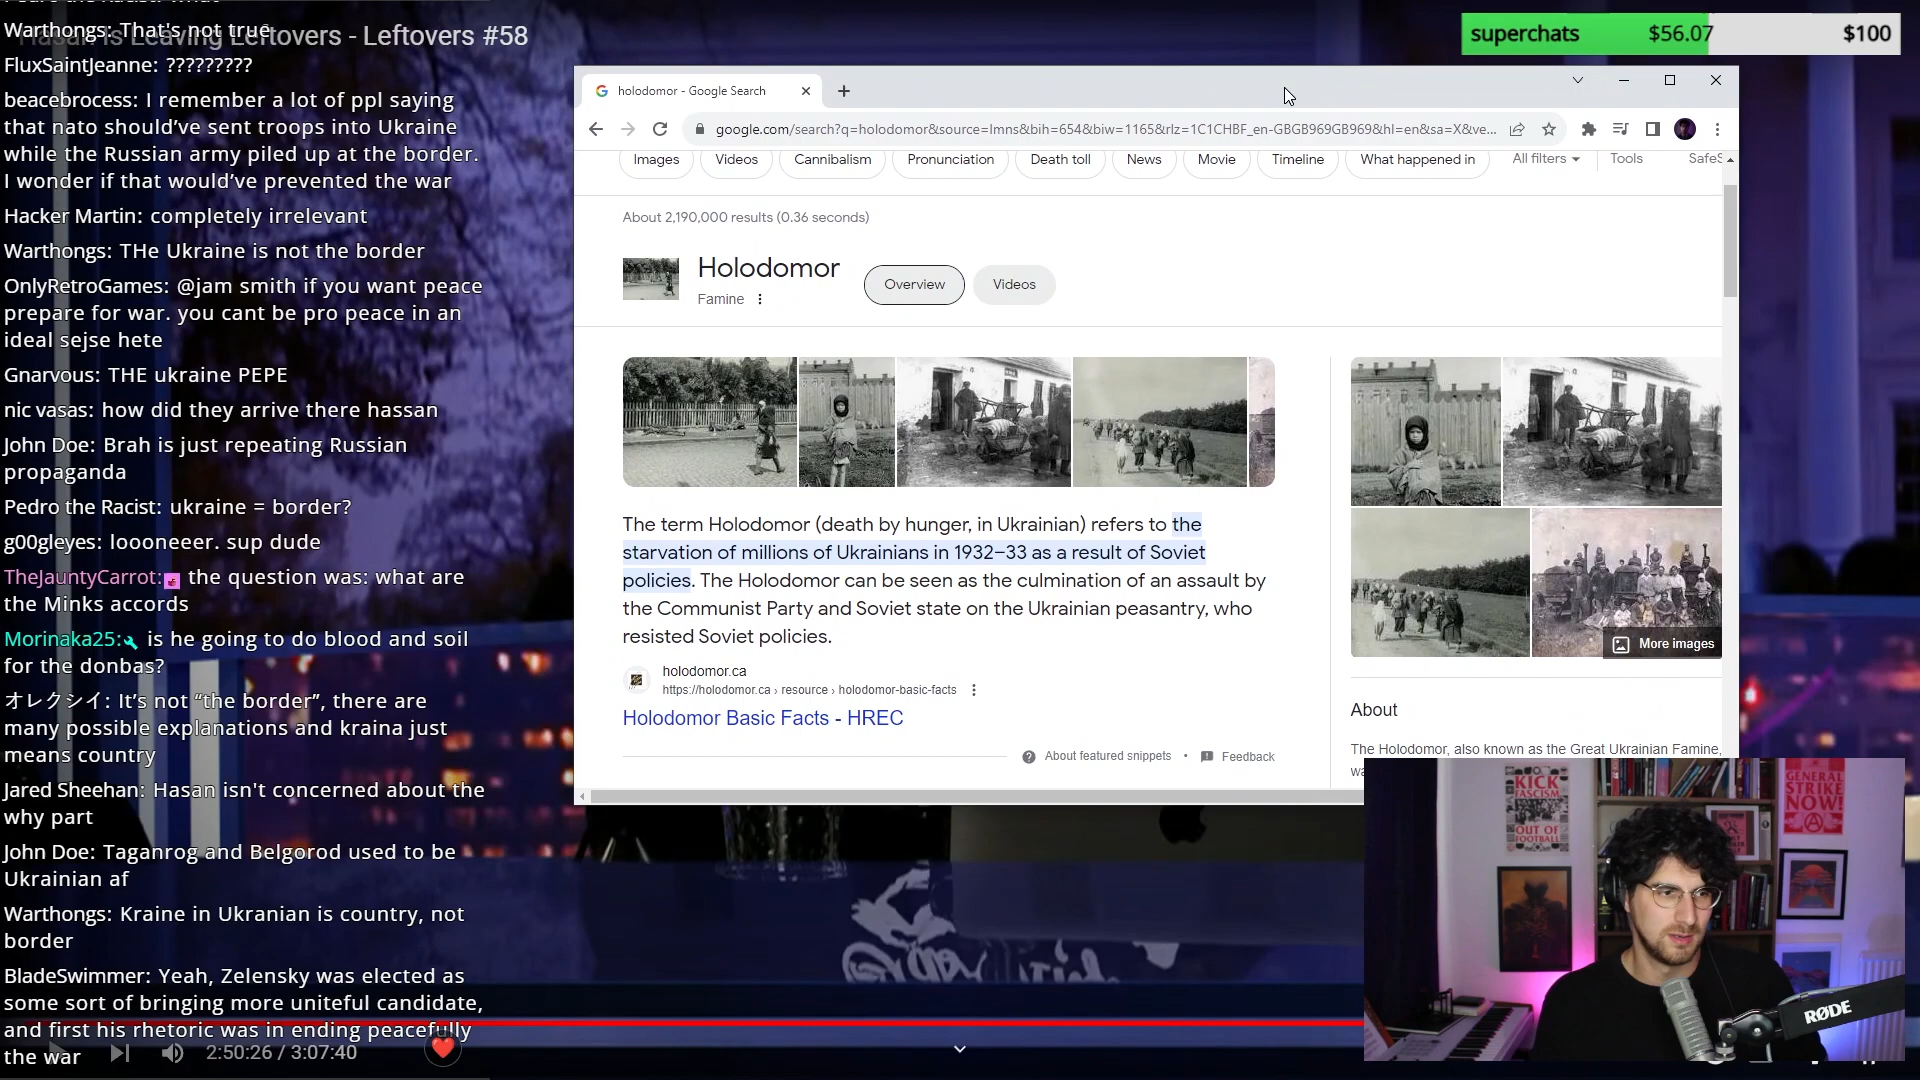 Warthongs: That's not true
Hasan Is Leaving Leftovers - Leftovers #58
FluxSaintJeanne: ?????????
beacebrocess: I remember a lot of ppl saying
that nato should've sent troops into Ukraine
while the Russian army piled up at the border.
I wonder if that would've prevented the war
Hacker Martin: completely irrelevant
Warthongs: THe Ukraine is not the border
OnlyRetroGames: @jam smith if you want peace
prepare for war. you cant be pro peace in an
ideal sejse hete
Gnarvous: THE ukraine PEPE
nic vasas: how did they arrive there hassan
John Doe: Brah is just repeating Russian
propaganda
Pedro the Racist: ukraine = border?
g00gleyes: loooneeer. sup dude
TheJauntyCarrot: the question was: what are
the Minks accords
Morinaka25: is he going to do blood and soil
for the donbas?
オレクシイ: It's not “the border”, there are
many possible explanations and kraina just
means country
Jared Sheehan: Hasan isn't concerned about the
why part
John Doe: Taganrog and Belgorod used to be
Ukrainian af
Warthongs: Kraine in Ukranian is country, not
border
BladeSwimmer: Yeah, Zelensky was elected as
some sort of bringing more uniteful candidate,
and first his rhetoric was in ending peacefully
the war
2:50:26 / 3:07:40
superchats $56.07 $100
holodomor - Google Search
google.com/search?q=holodomor&source=lmns&bih=654&biw=1165&rlz=1C1CHBF_en-GBGB969GB969&hl=en&sa=X&ve...
Images Videos Cannibalism Pronunciation Death toll News Movie Timeline What happened in All filters Tools SafeS
About 2,190,000 results (0.36 seconds)
Holodomor
Famine
Overview Videos
The term Holodomor (death by hunger, in Ukrainian) refers to the
starvation of millions of Ukrainians in 1932–33 as a result of Soviet
policies. The Holodomor can be seen as the culmination of an assault by
the Communist Party and Soviet state on the Ukrainian peasantry, who
resisted Soviet policies.
holodomor.ca
https://holodomor.ca › resource › holodomor-basic-facts
Holodomor Basic Facts - HREC
About featured snippets • Feedback
More images
About
The Holodomor, also known as the Great Ukrainian Famine,
KICK
FASCISM
OUT OF
FOOTBALL
GENERAL
STRIKE
NOW!
RØDE